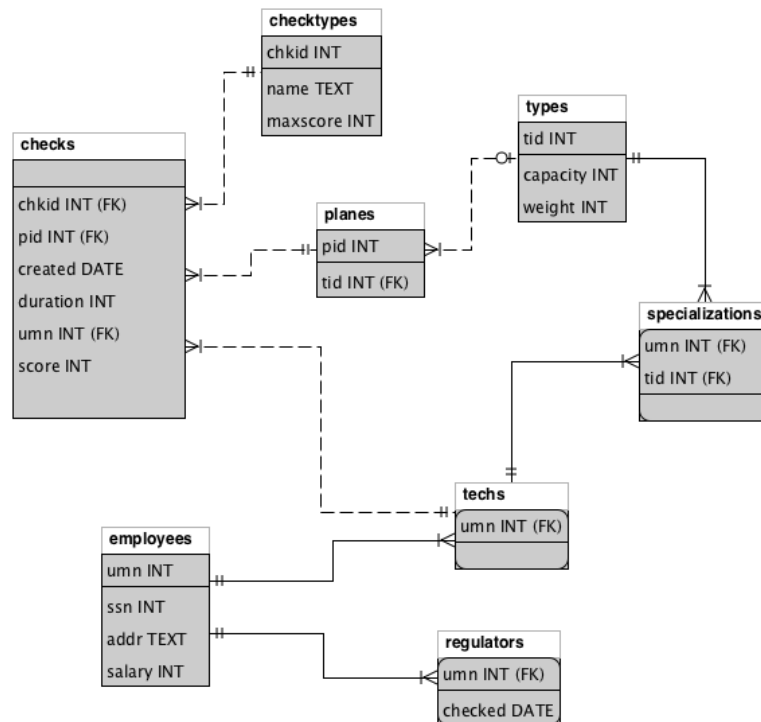 checktypes
chkid INT
name TEXT
maxscore INT
types
tid INT
capacity INT
weight INT
checks
chkid INT (FK)
pid INT (FK)
created DATE
duration INT
umn INT (FK)
score INT
planes
pid INT
tid INT (FK)
specializations
umn INT (FK)
tid INT (FK)
techs
umn INT (FK)
employees
umn INT
ssn INT
addr TEXT
salary INT
regulators
umn INT (FK)
checked DATE